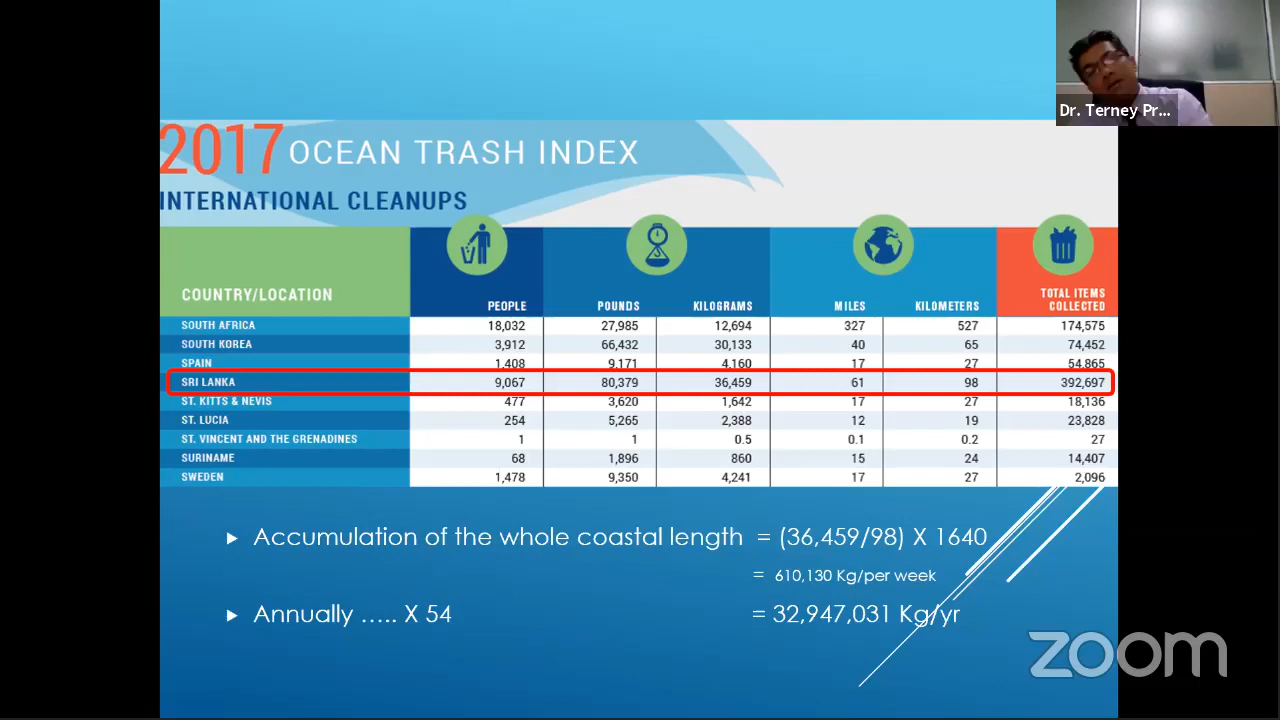 Dr. Terney Pr...
2017 OCEAN TRASH INDEX
INTERNATIONAL CLEANUPS
COUNTRY/LOCATION PEOPLE POUNDS KILOGRAMS MILES KILOMETERS TOTAL ITEMS COLLECTED
SOUTH AFRICA 18,032 27,985 12,694 327 527 174,575
SOUTH KOREA 3,912 66,432 30,133 40 65 74,452
SPAIN 1,408 9,171 4,160 17 27 54,865
SRI LANKA 9,067 80,379 36,459 61 98 392,697
ST. KITTS & NEVIS 477 3,620 1,642 17 27 18,136
ST. LUCIA 254 5,265 2,388 12 19 23,828
ST. VINCENT AND THE GRENADINES 1 1 0.5 0.1 0.2 27
SURINAME 68 1,896 860 15 24 14,407
SWEDEN 1,478 9,350 4,241 17 27 2,096
Accumulation of the whole coastal length = (36,459/98) X 1640
= 610,130 Kg/per week
Annually ..... X 54 = 32,947,031 Kg/yr
zoom